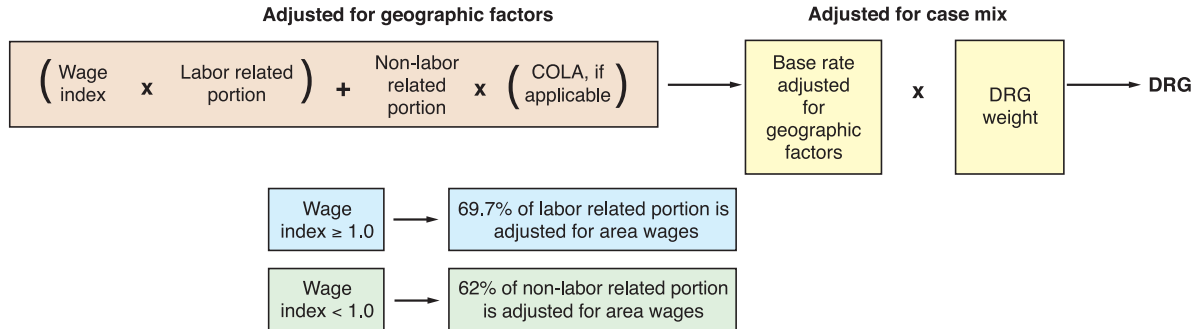 Adjusted for geographic factors
Adjusted for case mix
( Wage
index
x
Labor related
portion )
+
Non-labor
related
portion
x
( COLA, if
applicable )
Base rate
adjusted
for
geographic
factors
x
DRG
weight
DRG
Wage
index ≥ 1.0
69.7% of labor related portion is
adjusted for area wages
Wage
index < 1.0
62% of non-labor related portion
is adjusted for area wages